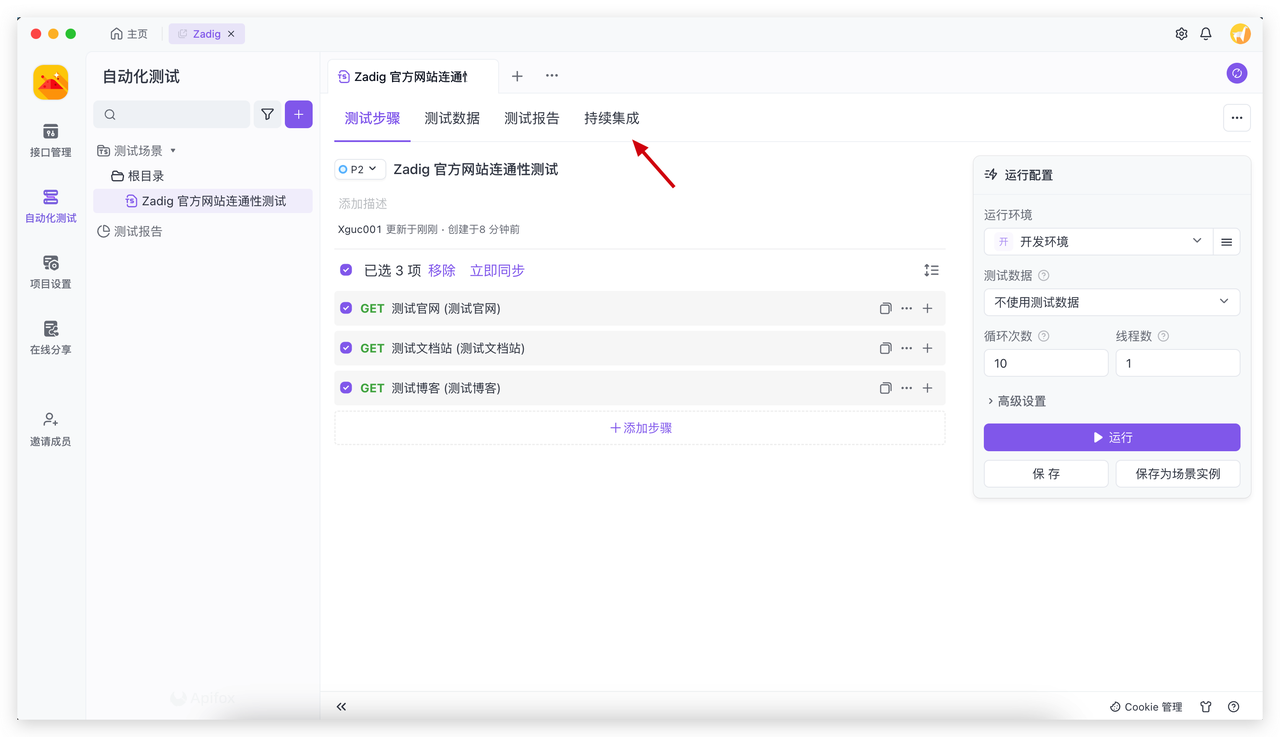 主页
Zadig
自动化测试
Zadig 官方网站连通性
测试步骤 测试数据 测试报告 持续集成
接口管理
自动化测试
项目设置
在线分享
邀请成员
测试场景
根目录
Zadig 官方网站连通性测试
测试报告
P2 Zadig 官方网站连通性测试
添加描述
Xguc001 更新于刚刚 · 创建于8 分钟前
已选 3 项 移除 立即同步
GET 测试官网 (测试官网)
GET 测试文档站 (测试文档站)
GET 测试博客 (测试博客)
添加步骤
运行配置
运行环境
开 开发环境
测试数据
不使用测试数据
循环次数 线程数
10 1
高级设置
运行
保 存 保存为场景实例
Apifox
Cookie 管理